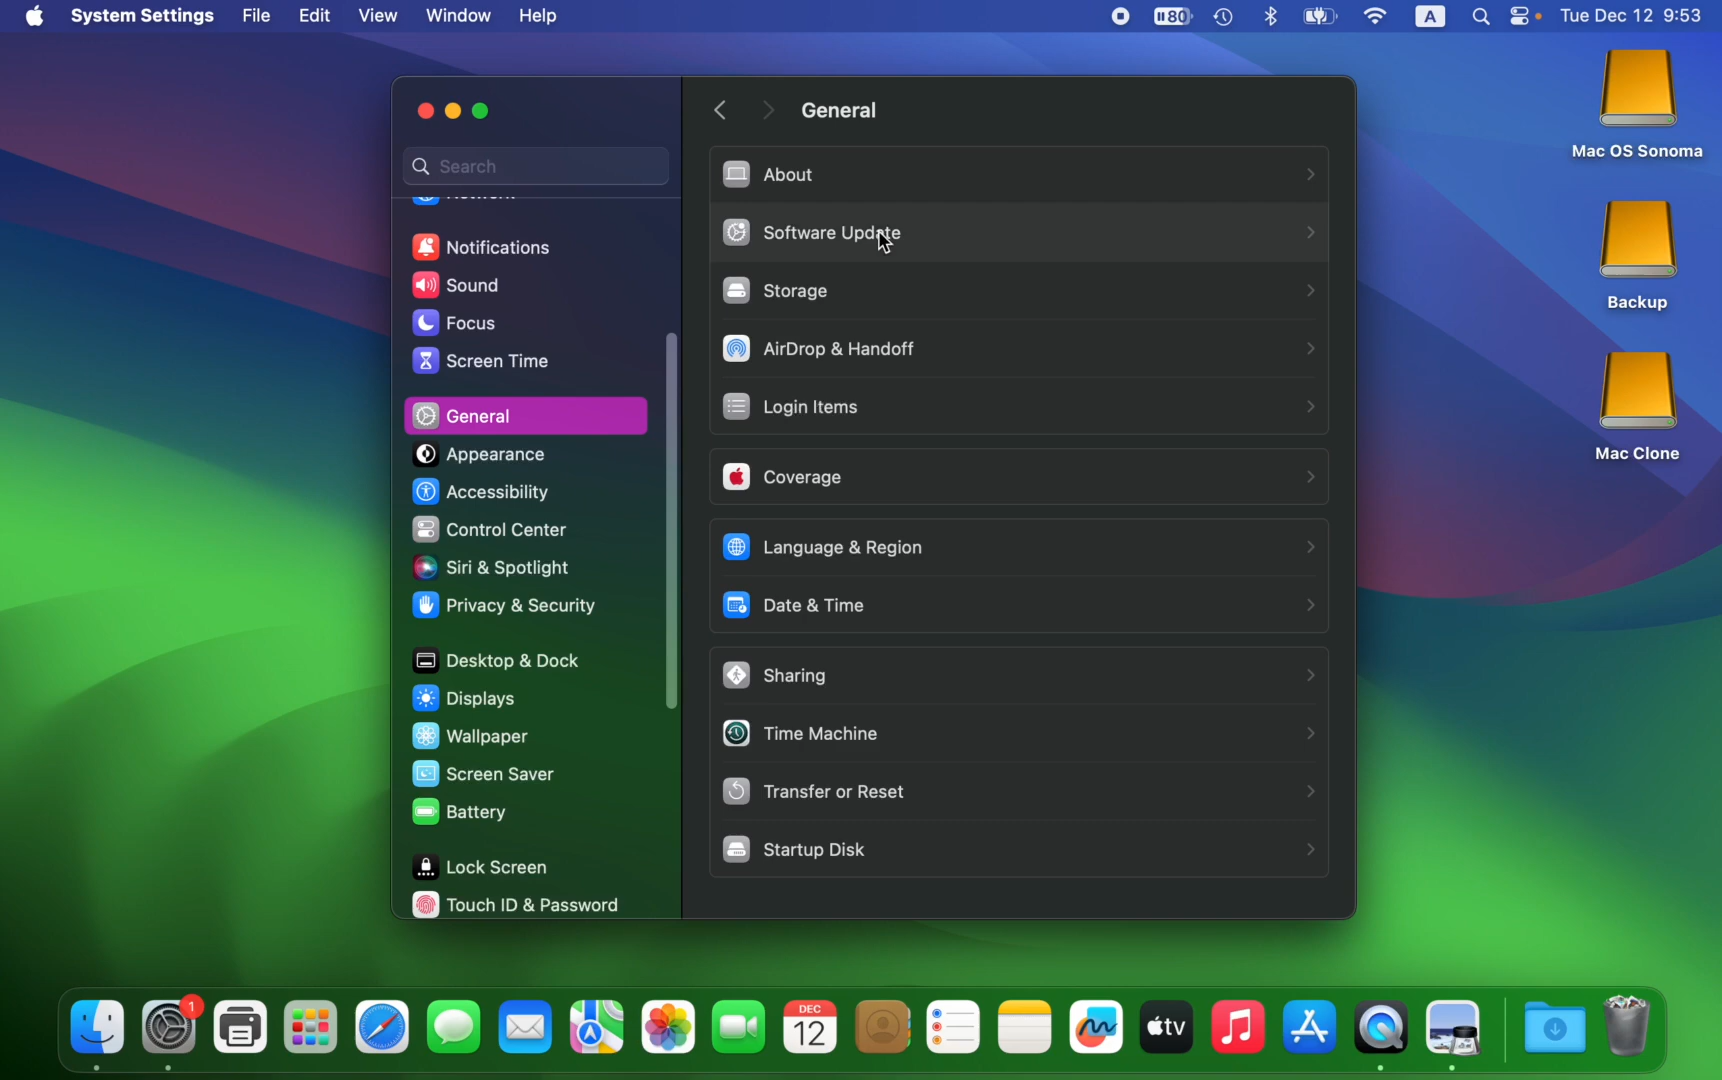 System Settings File Edit View Window Help 80 A Tue Dec 12 9:53
Mac OS Sonoma
Backup
Mac Clone
Search
Notifications
Sound
Focus
Screen Time
General
Appearance
Accessibility
Control Center
Siri & Spotlight
Privacy & Security
Desktop & Dock
Displays
Wallpaper
Screen Saver
Battery
Lock Screen
Touch ID & Password
General
About
Software Update
Storage
AirDrop & Handoff
Login Items
Coverage
Language & Region
Date & Time
Sharing
Time Machine
Transfer or Reset
Startup Disk
1
DEC
12
tv